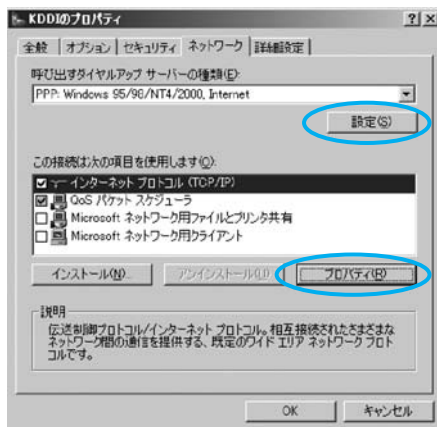 KDDIのプロパティ
全般 オプション セキュリティ ネットワーク 詳細設定
呼び出すダイヤルアップ サーバーの種類(E):
PPP: Windows 95/98/NT4/2000, Internet
設定(S)
この接続は次の項目を使用します(O):
インターネット プロトコル (TCP/IP)
QoS パケット スケジューラ
Microsoft ネットワーク用ファイルとプリンタ共有
Microsoft ネットワーク用クライアント
インストール(N)... アンインストール(U) プロパティ(R)
説明
伝送制御プロトコル/インターネット プロトコル。相互接続されたさまざまな
ネットワーク間の通信を提供する、既定のワイド エリア ネットワーク プロト
コルです。
OK キャンセル